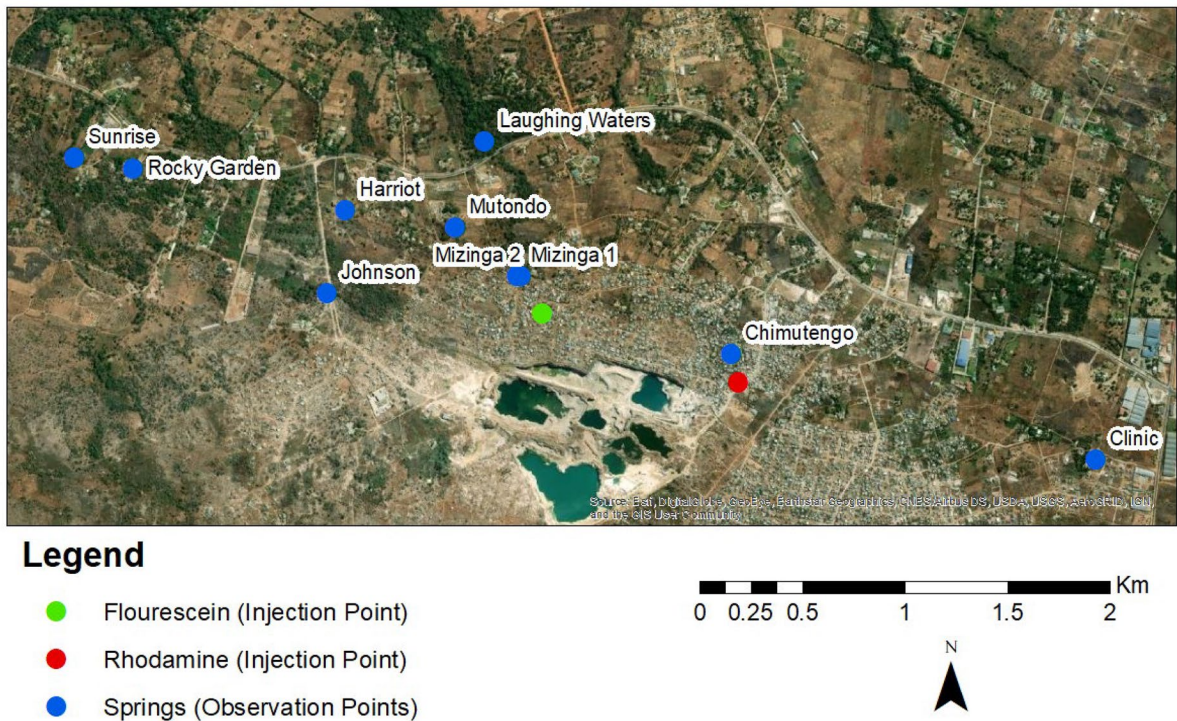 Laughing Waters
Sunrise
Rocky Garden
Harriot
Mutondo
Mizinga 2 Mizinga 1
Johnson
Chimutengo
Clinic
Source: Esri, DigitalGlobe, GeoEye, Earthstar Geographics, CNES/Airbus DS, USDA, USGS, AeroGRID, IGN,
and the GIS User Community
Legend
Flourescein (Injection Point)
Rhodamine (Injection Point)
Springs (Observation Points)
Km
0 0.25 0.5 1 1.5 2
N